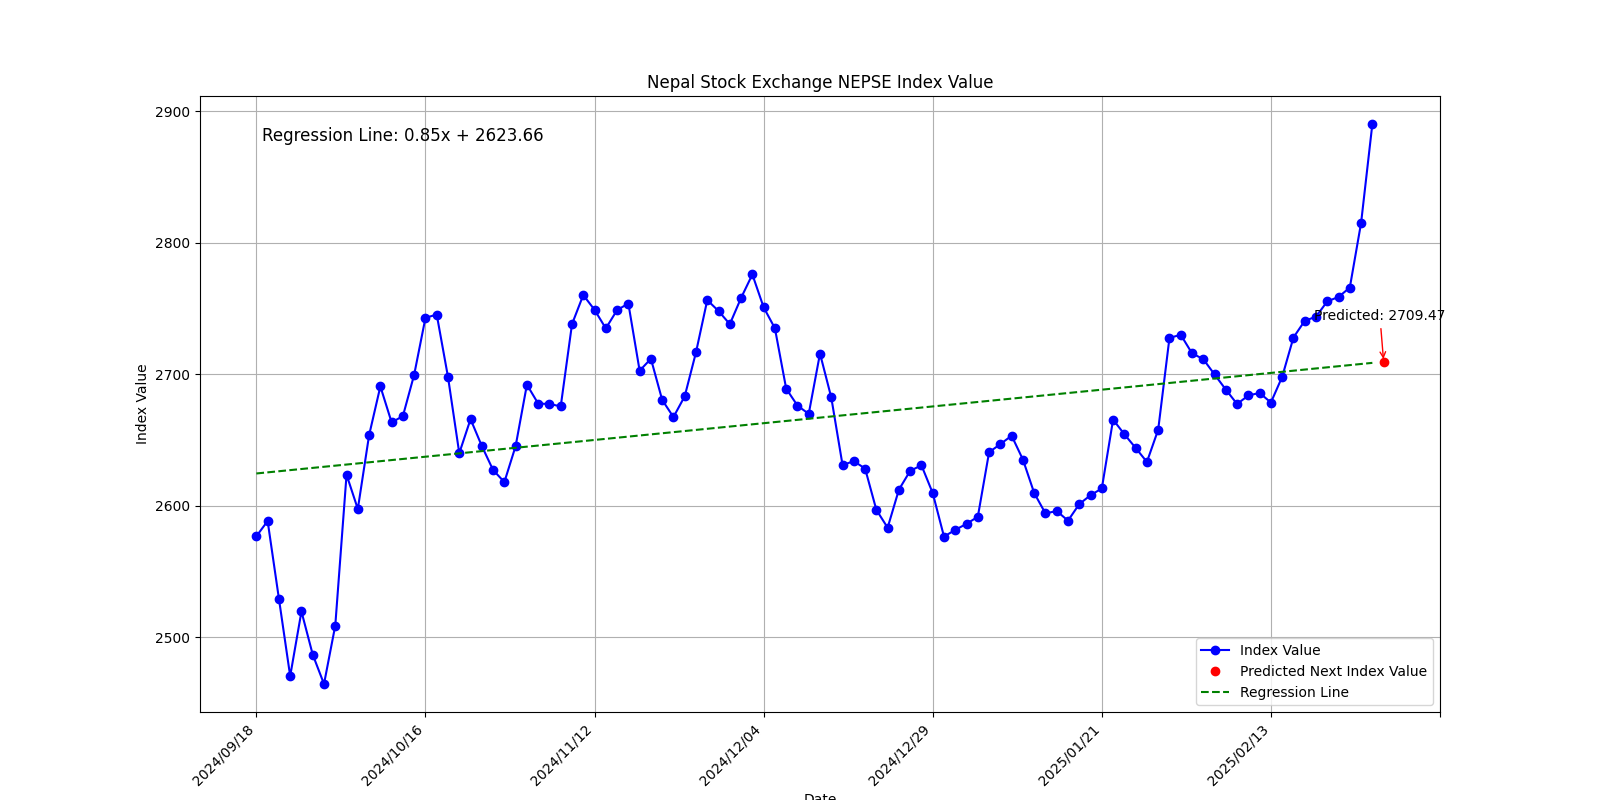 Nepal Stock Exchange NEPSE Index Value
2900
2800
2700
2600
2500
Index Value
Regression Line: 0.85x + 2623.66
Predicted: 2709.47
Index Value
Predicted Next Index Value
Regression Line
2024/09/18
2024/10/16
2024/11/12
2024/12/04
2024/12/29
2025/01/21
2025/02/13
Date